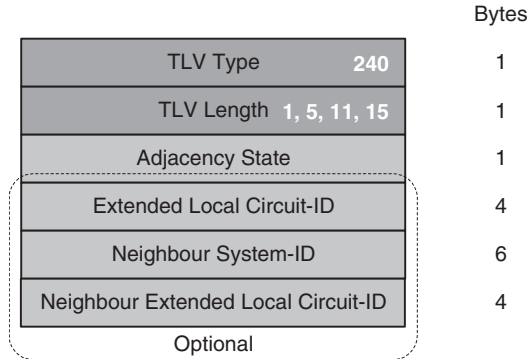 Bytes
TLV Type 240 1
TLV Length 1, 5, 11, 15 1
Adjacency State 1
Extended Local Circuit-ID 4
Neighbour System-ID 6
Neighbour Extended Local Circuit-ID 4
Optional